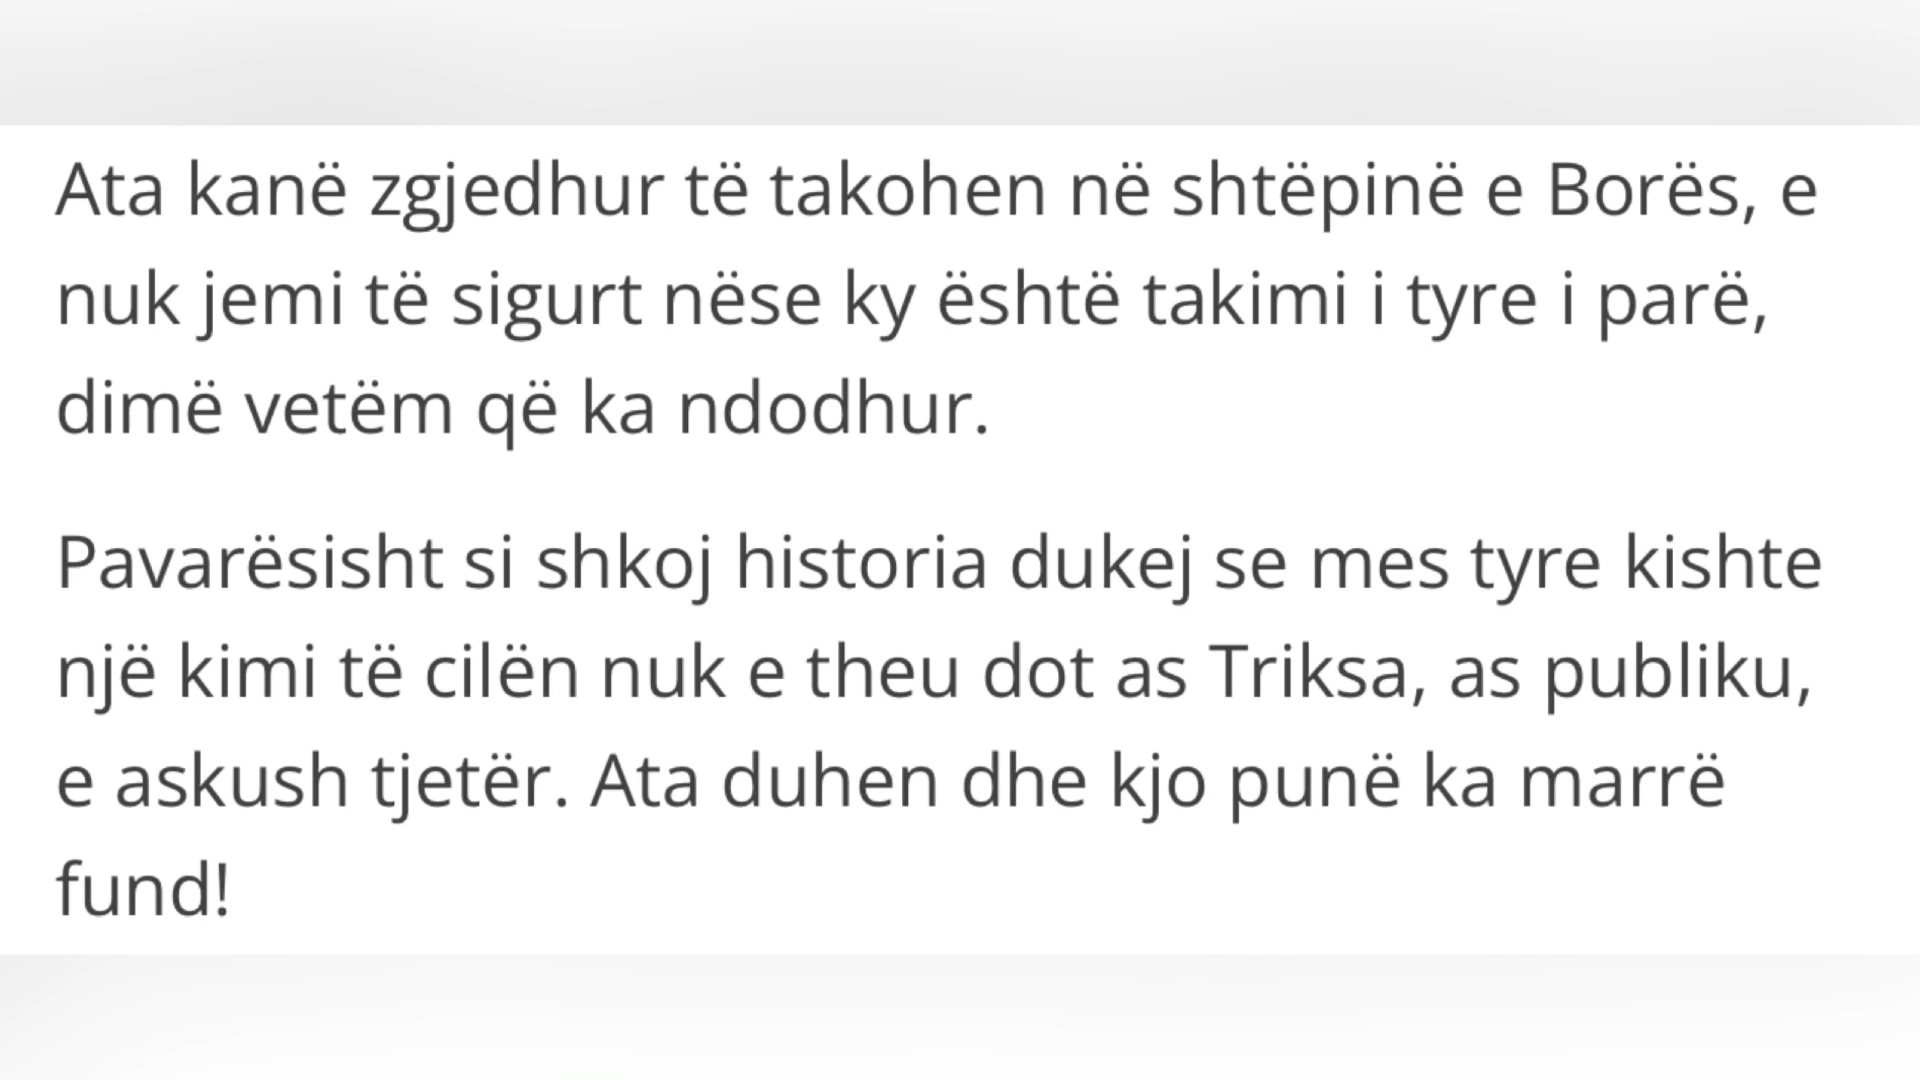 Ata kanë zgjedhur të takohen në shtëpinë e Borës, e
nuk jemi të sigurt nëse ky është takimi i tyre i parë,
dimë vetëm që ka ndodhur.
Pavarësisht si shkoj historia dukej se mes tyre kishte
një kimi të cilën nuk e theu dot as Triksa, as publiku,
e askush tjetër. Ata duhen dhe kjo punë ka marrë
fund!